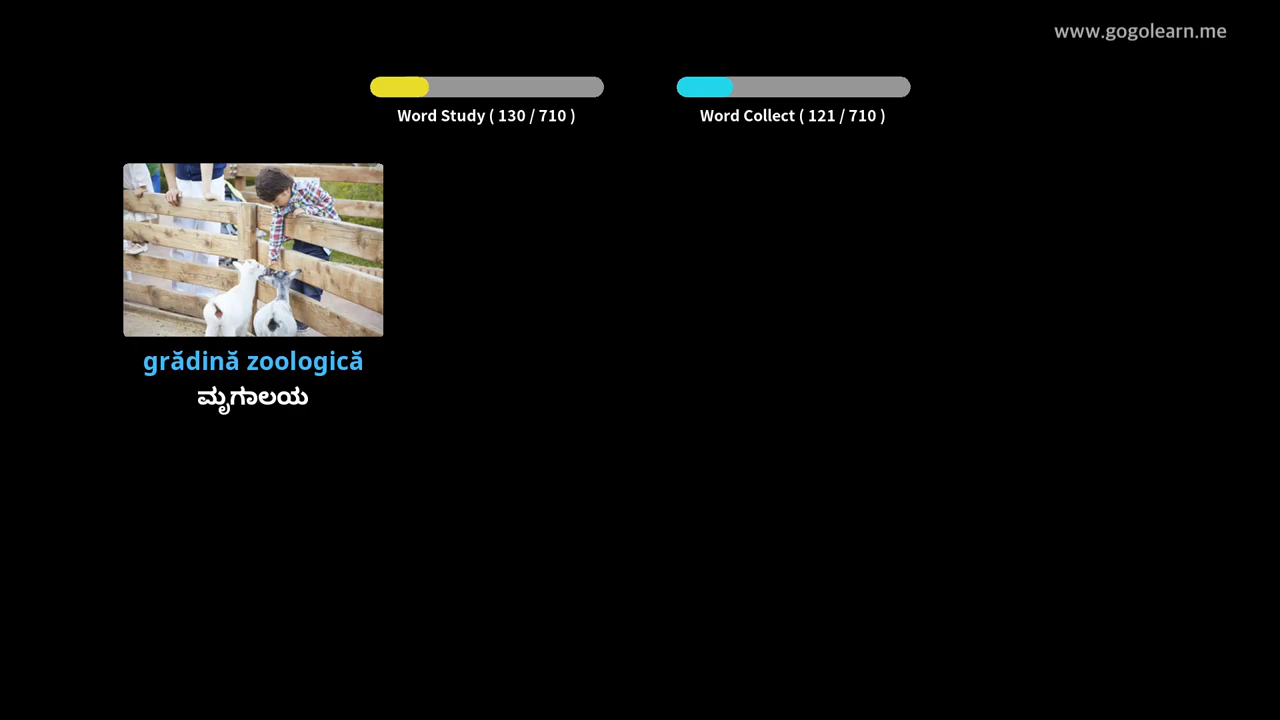 www.gogolearn.me
Word Study ( 130 / 710 )
Word Collect ( 121 / 710 )
grădină zoologică
ಮೃಗಾಲಯ